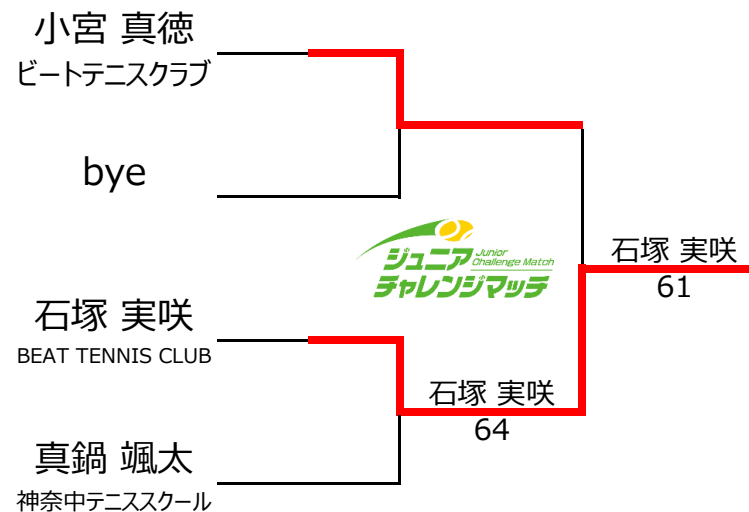 小宮 真徳
ビートテニスクラブ
bye
ジュニア
Junior
Challenge Match
チャレンジマッチ
石塚 実咲
61
石塚 実咲
BEAT TENNIS CLUB
石塚 実咲
64
真鍋 颯太
神奈中テニススクール